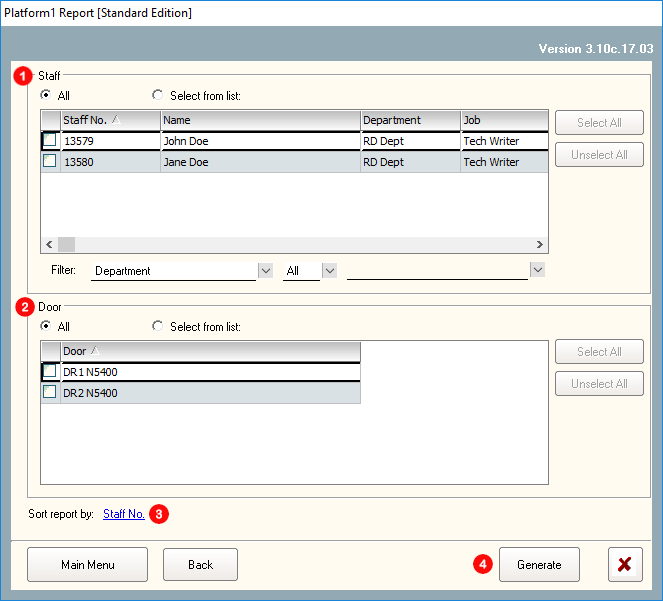 Platform1 Report [Standard Edition]
Version 3.10c.17.03
1 Staff
All Select from list:
Staff No. Name Department Job
13579 John Doe RD Dept Tech Writer
13580 Jane Doe RD Dept Tech Writer
Select All
Unselect All
Filter: Department All
2 Door
All Select from list:
Door
DR1 N5400
DR2 N5400
Select All
Unselect All
Sort report by: Staff No. 3
Main Menu Back 4 Generate